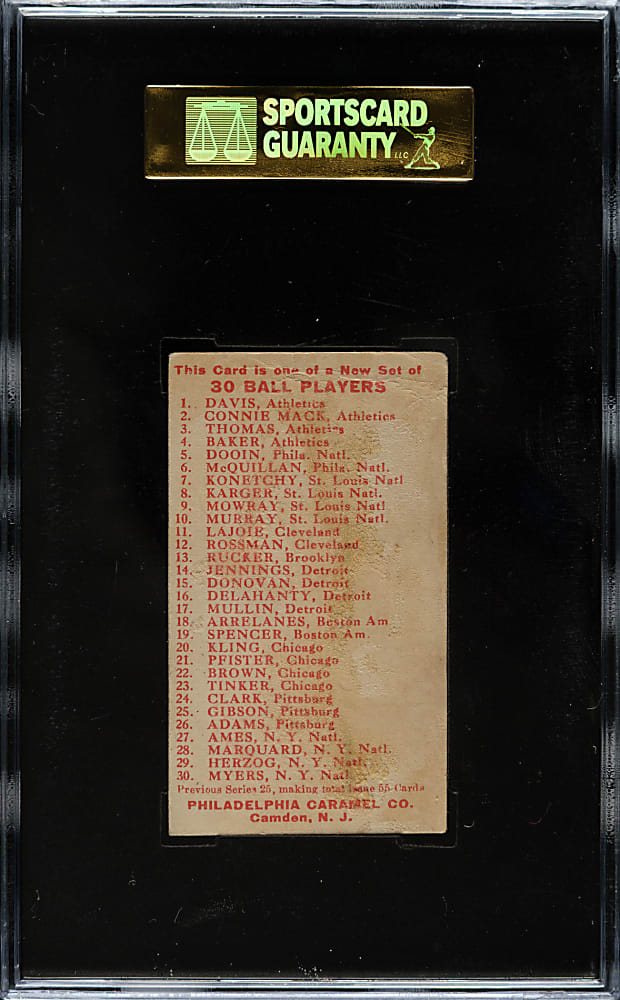 SPORTSCARD
GUARANTY LLC
This Card is one of a New Set of
30 BALL PLAYERS
1. DAVIS, Athletics
2. CONNIE MACK, Athletics
3. THOMAS, Athletics
4. BAKER, Athletics
5. DOOIN, Phila. Natl.
6. McQUILLAN, Phila. Natl.
7. KONETCHY, St. Louis Natl
8. KARGER, St. Louis Natl.
9. MOWRAY, St. Louis Natl
10. MURRAY, St. Louis Natl.
11. LAJOIE, Cleveland
12. ROSSMAN, Cleveland
13. RUCKER, Brooklyn
14. JENNINGS, Detroit
15. DONOVAN, Detroit
16. DELAHANTY, Detroit
17. MULLIN, Detroit
18. ARRELANES, Boston Am
19. SPENCER, Boston Am.
20. KLING, Chicago
21. PFISTER, Chicago
22. BROWN, Chicago
23. TINKER, Chicago
24. CLARK, Pittsburg
25. GIBSON, Pittsburg
26. ADAMS, Pittsburg
27. AMES, N. Y. Natl.
28. MARQUARD, N. Y. Natl.
29. HERZOG, N. Y. Natl.
30. MYERS, N. Y. Natl
Previous Series 25, making total issue 55 Cards
PHILADELPHIA CARAMEL CO.
Camden, N. J.